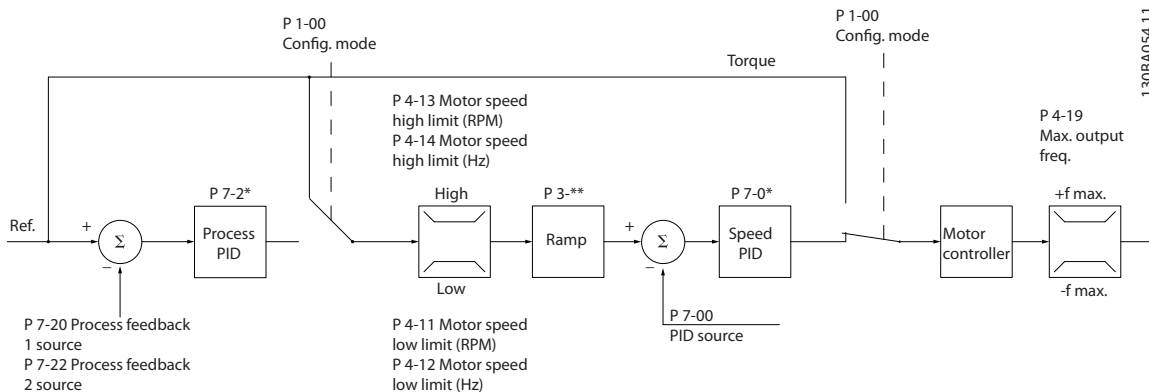 P 1-00
Config. mode
P 1-00
Config. mode
130BA054.11
Torque
P 4-13 Motor speed
high limit (RPM)
P 4-14 Motor speed
high limit (Hz)
P 4-19
Max. output
freq.
P 7-2*
High
P 3-**
P 7-0*
+f max.
Ref.
+
Σ
_
Process
PID
Ramp
+
Σ
_
Speed
PID
Motor
controller
Low
-f max.
P 7-20 Process feedback
1 source
P 7-22 Process feedback
2 source
P 4-11 Motor speed
low limit (RPM)
P 4-12 Motor speed
low limit (Hz)
P 7-00
PID source